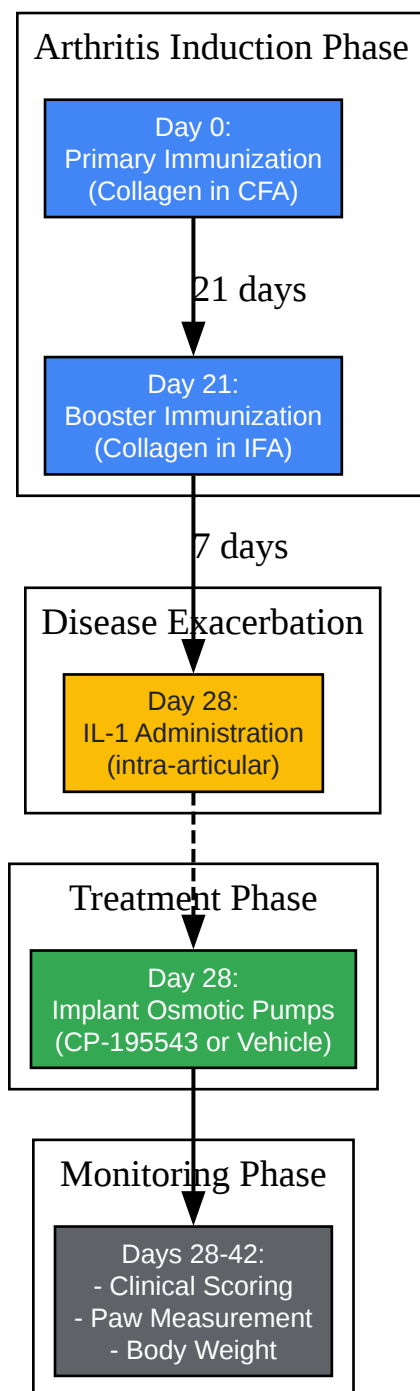 Arthritis Induction Phase
Day 0:
Primary Immunization
(Collagen in CFA)
21 days
Day 21:
Booster Immunization
(Collagen in IFA)
7 days
Disease Exacerbation
Day 28:
IL-1 Administration
(intra-articular)
Treatment Phase
Day 28:
Implant Osmotic Pumps
(CP-195543 or Vehicle)
Monitoring Phase
Days 28-42:
- Clinical Scoring
- Paw Measurement
- Body Weight